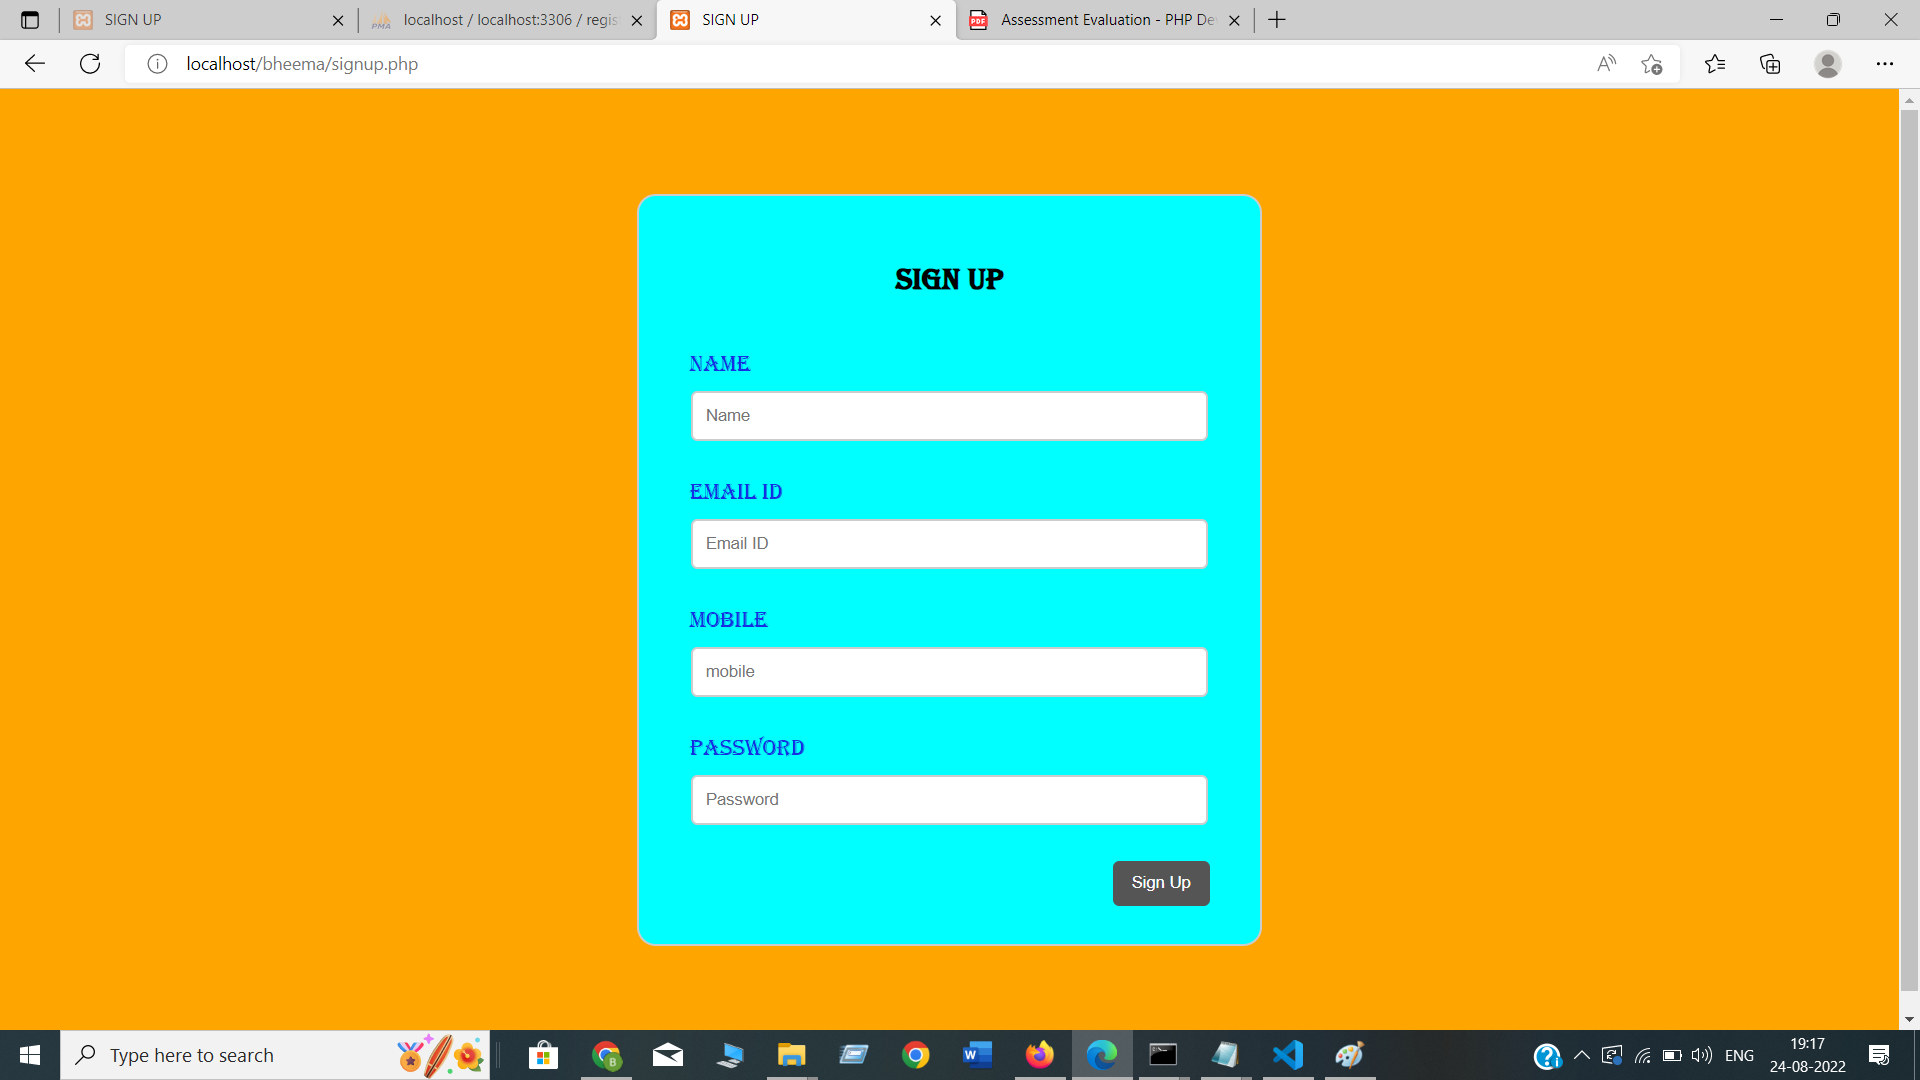 SIGN UP
localhost / localhost:3306 / regis
SIGN UP
Assessment Evaluation - PHP De
localhost/bheema/signup.php
SIGN UP
NAME
Name
EMAIL ID
Email ID
MOBILE
mobile
PASSWORD
Password
Sign Up
Type here to search
ENG
19:17
24-08-2022